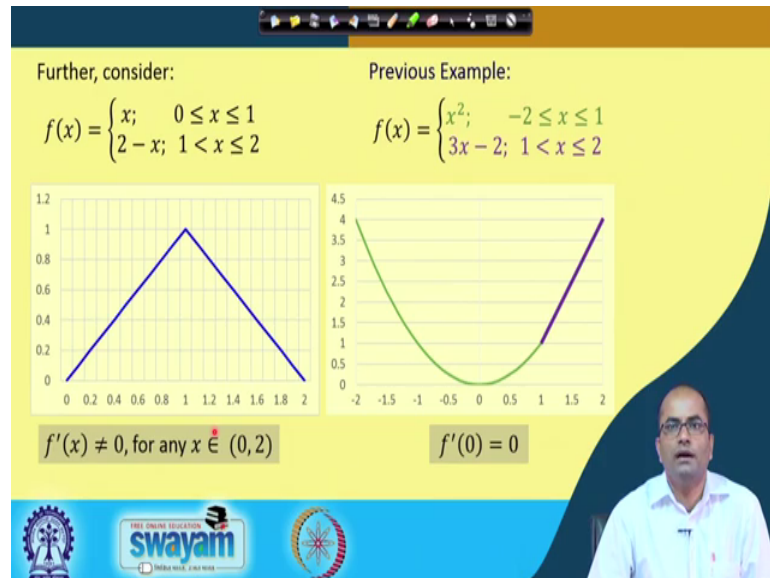 Further, consider:
f(x) = {x; 0 ≤ x ≤ 1
2 − x; 1 < x ≤ 2
Previous Example:
f(x) = {x²; −2 ≤ x ≤ 1
3x − 2; 1 < x ≤ 2
1.2
1
0.8
0.6
0.4
0.2
0
0 0.2 0.4 0.6 0.8 1 1.2 1.4 1.6 1.8 2
4.5
4
3.5
3
2.5
2
1.5
1
0.5
0
-2 -1.5 -1 -0.5 0 0.5 1 1.5 2
f′(x) ≠ 0, for any x ∈ (0, 2)
f′(0) = 0
FREE ONLINE EDUCATION
swayam